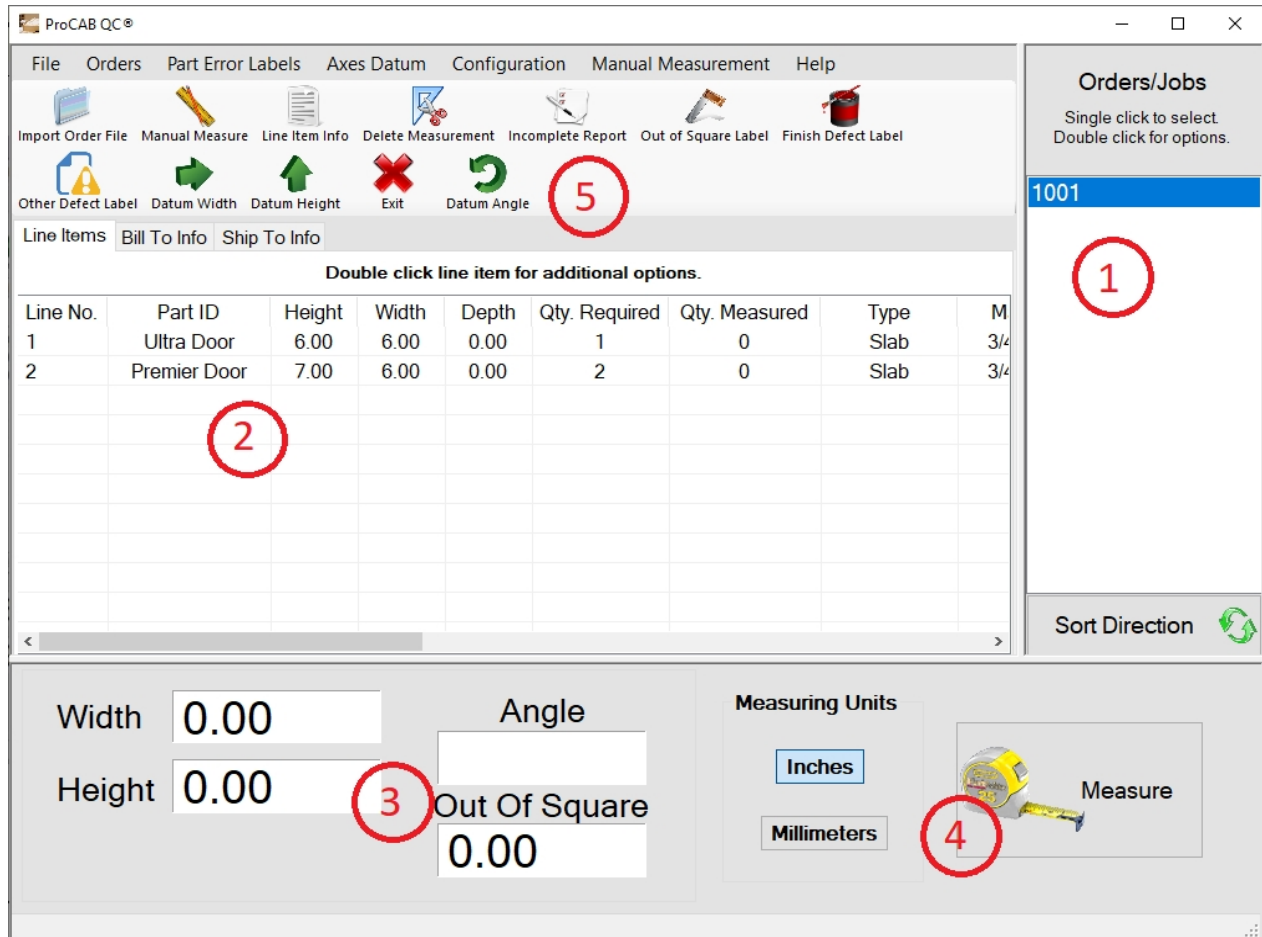 ProCAB QC®
File Orders Part Error Labels Axes Datum Configuration Manual Measurement Help
Import Order File Manual Measure Line Item Info Delete Measurement Incomplete Report Out of Square Label Finish Defect Label
Other Defect Label Datum Width Datum Height Exit Datum Angle
5
Line Items Bill To Info Ship To Info
Double click line item for additional options.
Line No. Part ID Height Width Depth Qty. Required Qty. Measured Type M
1 Ultra Door 6.00 6.00 0.00 1 0 Slab 3/4
2 Premier Door 7.00 6.00 0.00 2 0 Slab 3/4
2
Orders/Jobs
Single click to select.
Double click for options.
1001
1
Sort Direction
Width 0.00
Height 0.00
3
Angle
Out Of Square
0.00
Measuring Units
Inches
Millimeters
4
Measure